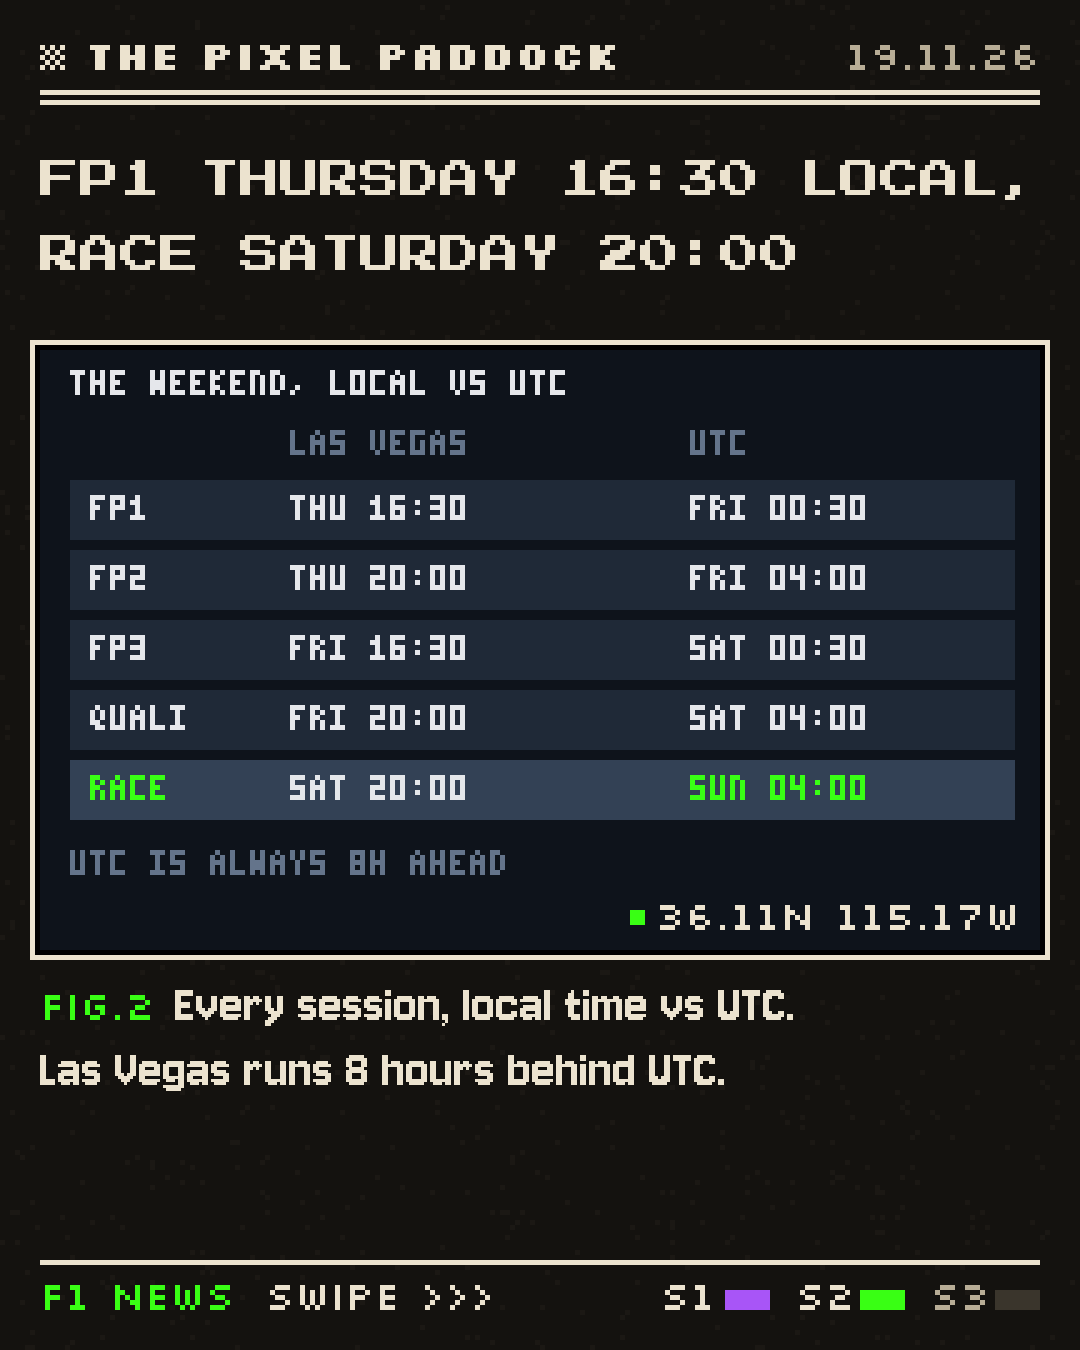 THE PIXEL PADDOCK 19.11.26
FP1 THURSDAY 16:30 LOCAL,
RACE SATURDAY 20:00
THE WEEKEND, LOCAL VS UTC
LAS VEGAS UTC
FP1 THU 16:30 FRI 00:30
FP2 THU 20:00 FRI 04:00
FP3 FRI 16:30 SAT 00:30
QUALI FRI 20:00 SAT 04:00
RACE SAT 20:00 SUN 04:00
UTC IS ALWAYS 8H AHEAD
36.11N 115.17W
FIG.2 Every session, local time vs UTC.
Las Vegas runs 8 hours behind UTC.
F1 NEWS SWIPE >>> S1 S2 S3